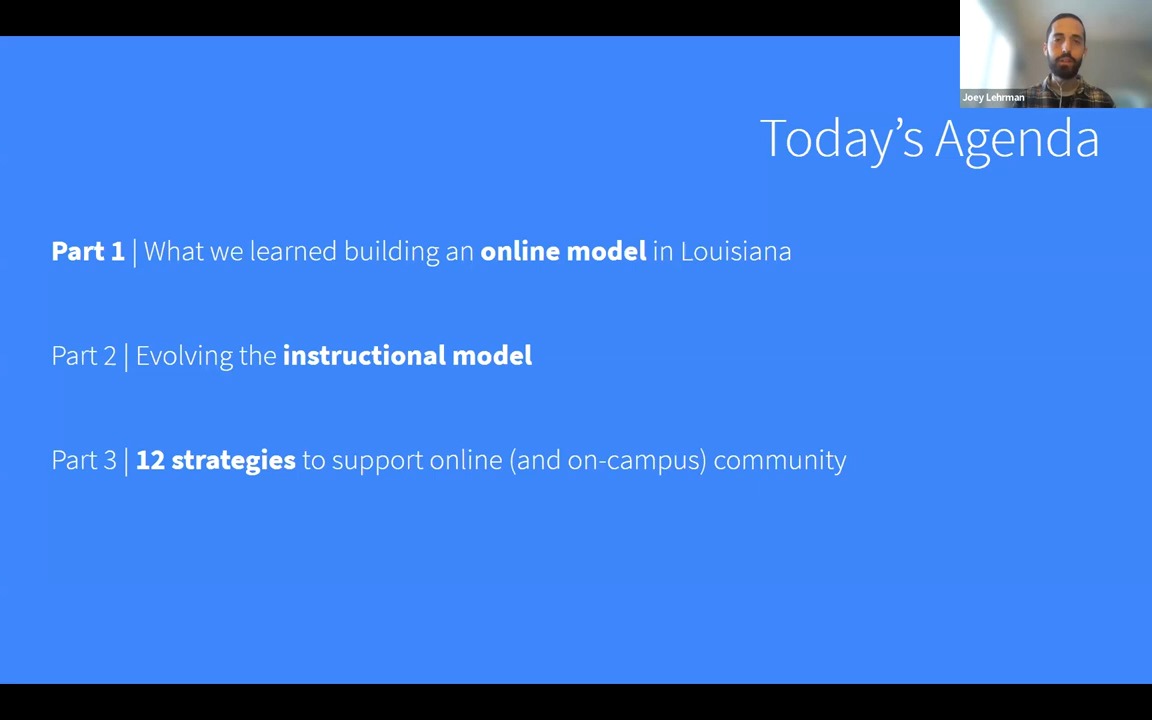 Joey Lehrman
Today’s Agenda
Part 1 | What we learned building an online model in Louisiana
Part 2 | Evolving the instructional model
Part 3 | 12 strategies to support online (and on-campus) community